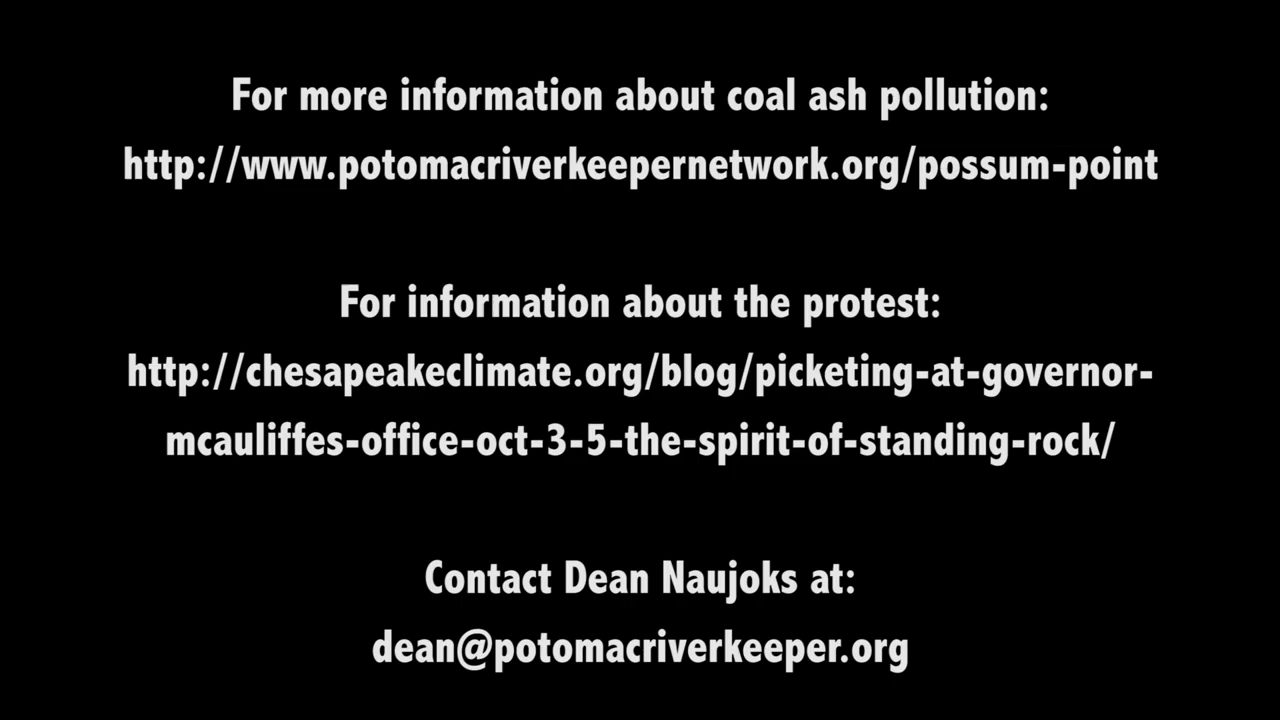 For more information about coal ash pollution:
http://www.potomacriverkeepernetwork.org/possum-point
For information about the protest:
http://chesapeakeclimate.org/blog/picketing-at-governor-
mcauliffes-office-oct-3-5-the-spirit-of-standing-rock/
Contact Dean Naujoks at:
dean@potomacriverkeeper.org